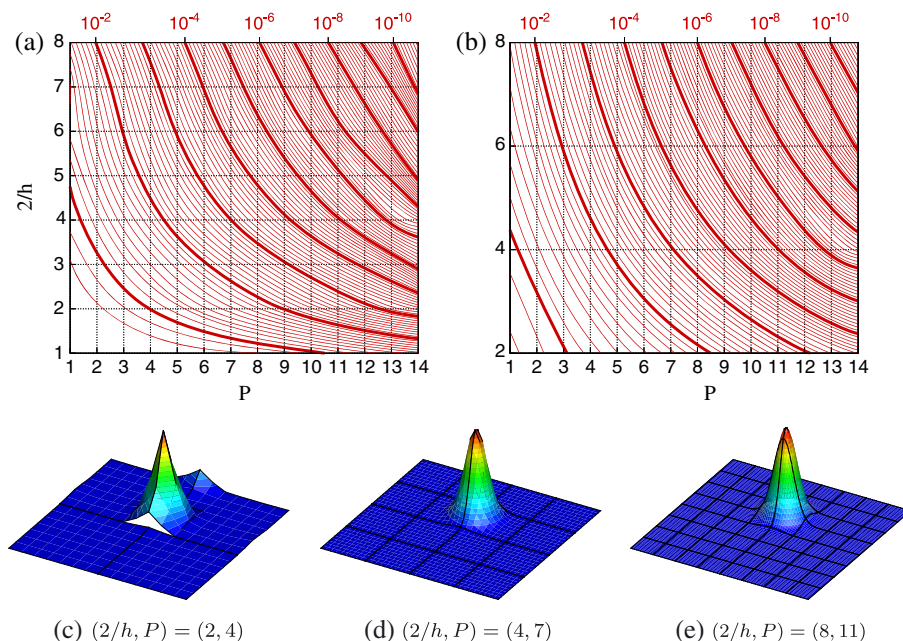 10^{-2} 10^{-4} 10^{-6} 10^{-8} 10^{-10} 10^{-2} 10^{-4} 10^{-6} 10^{-8} 10^{-10}
(a) (b)
8 7 6 5 4 3 2 1
2/h
1 2 3 4 5 6 7 8 9 10 11 12 13 14
P
8 6 4 2
1 2 3 4 5 6 7 8 9 10 11 12 13 14
P
(c) (2/h, P) = (2, 4)
(d) (2/h, P) = (4, 7)
(e) (2/h, P) = (8, 11)